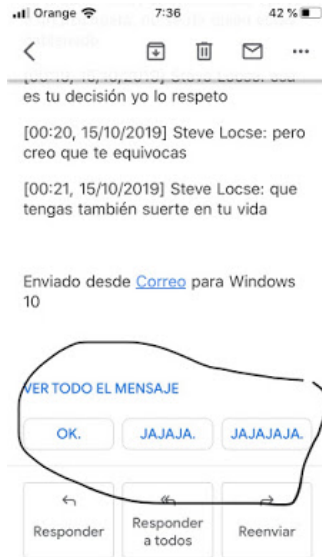 Orange 7:36 42 %
es tu decisión yo lo respeto
[00:20, 15/10/2019] Steve Locse: pero
creo que te equivocas
[00:21, 15/10/2019] Steve Locse: que
tengas también suerte en tu vida
Enviado desde Correo para Windows
10
VER TODO EL MENSAJE
OK. JAJAJA. JAJAJAJA.
Responder Responder
a todos Reenviar